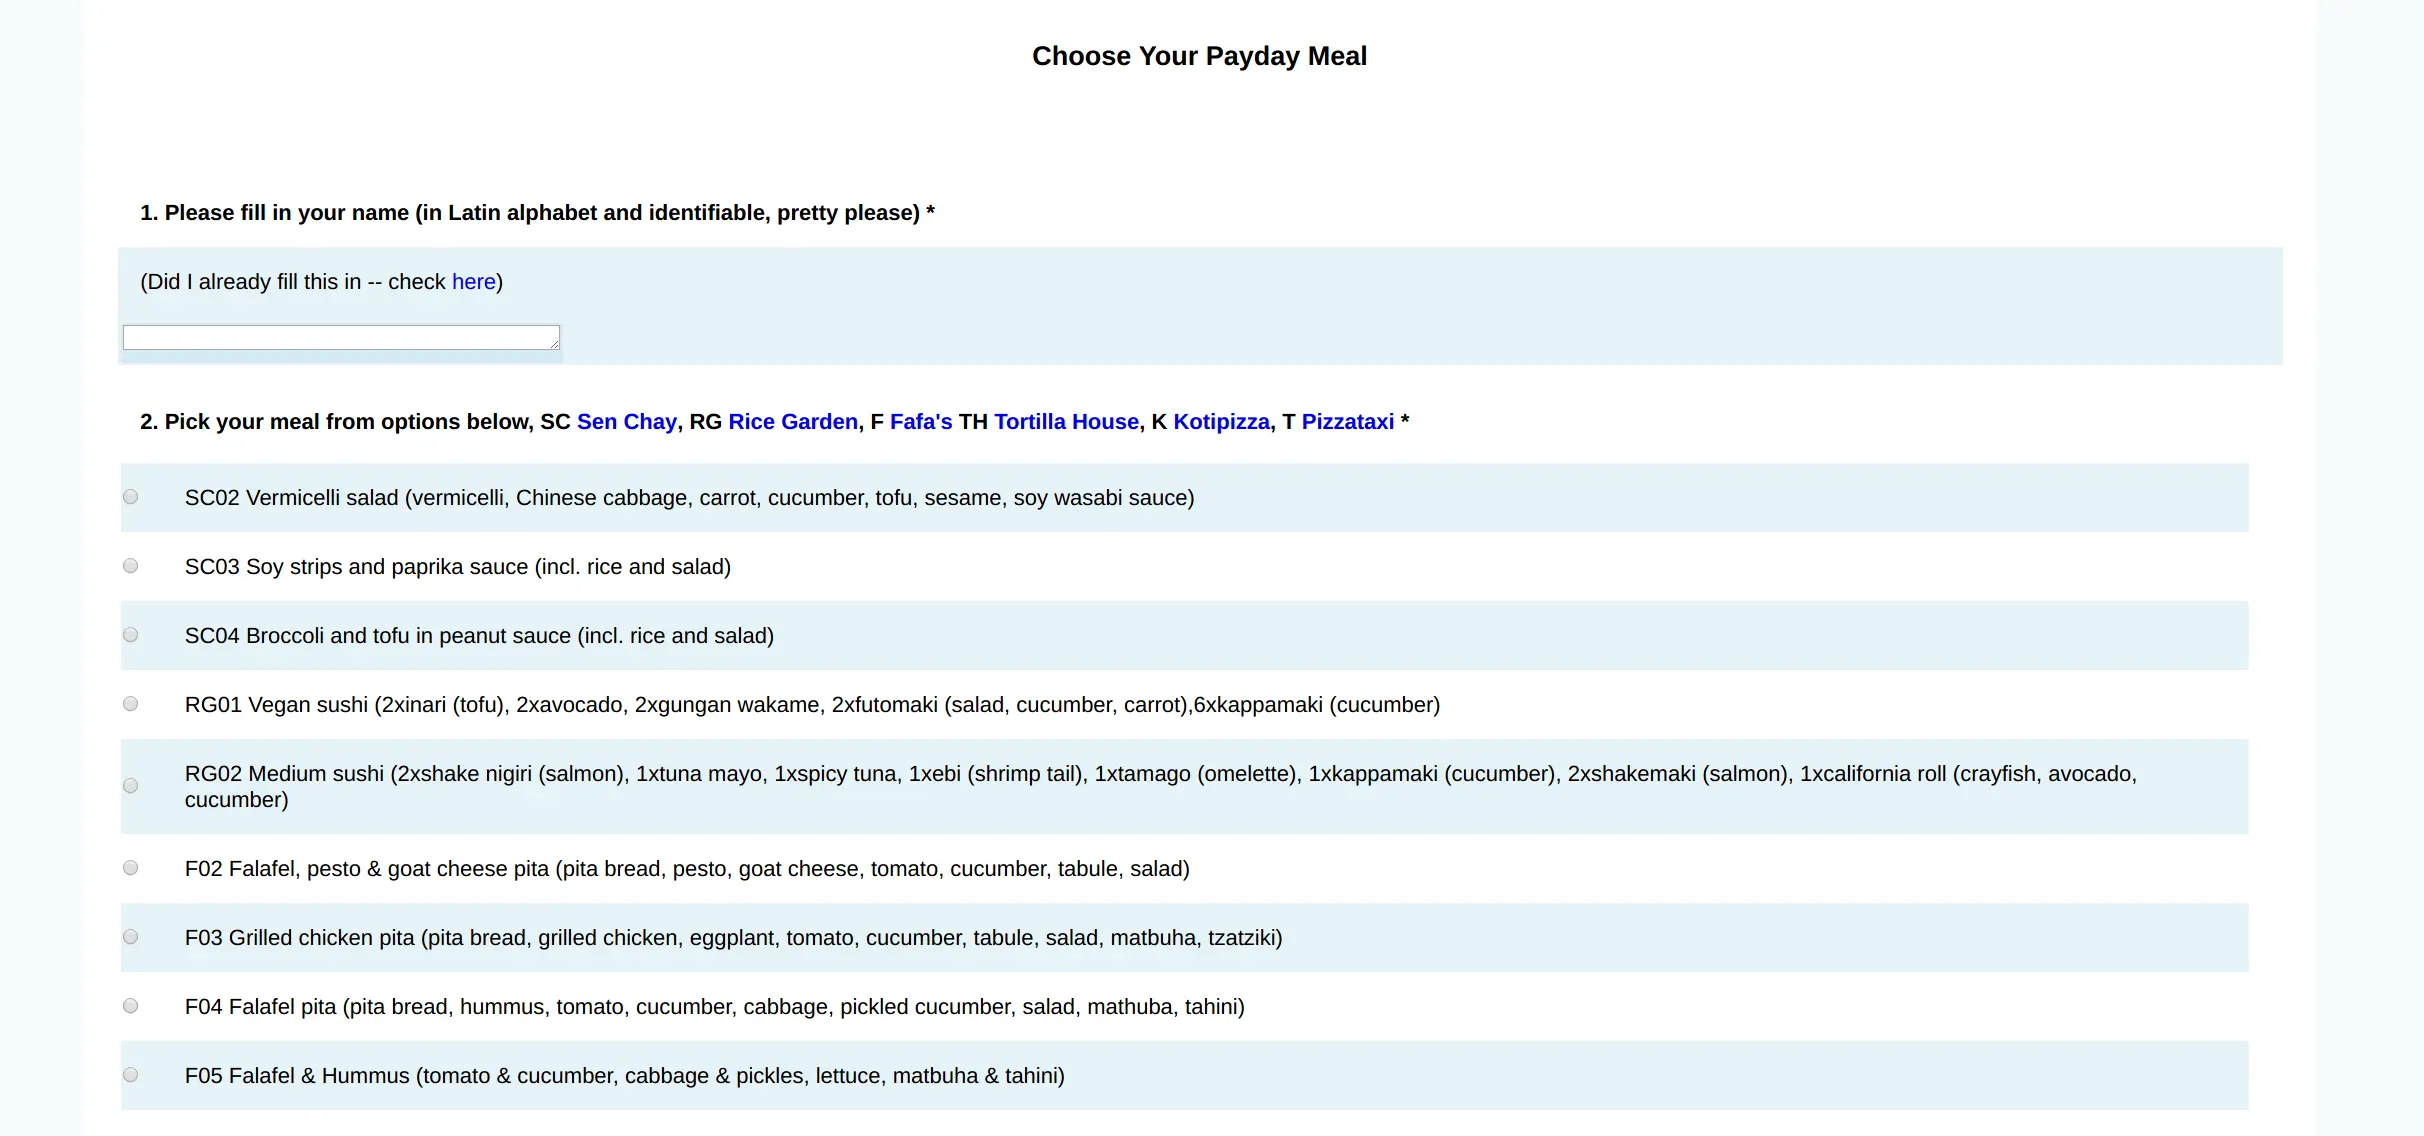 Choose Your Payday Meal
1. Please fill in your name (in Latin alphabet and identifiable, pretty please) *
(Did I already fill this in -- check here)
2. Pick your meal from options below, SC Sen Chay, RG Rice Garden, F Fafa's TH Tortilla House, K Kotipizza, T Pizzataxi *
SC02 Vermicelli salad (vermicelli, Chinese cabbage, carrot, cucumber, tofu, sesame, soy wasabi sauce)
SC03 Soy strips and paprika sauce (incl. rice and salad)
SC04 Broccoli and tofu in peanut sauce (incl. rice and salad)
RG01 Vegan sushi (2xinari (tofu), 2xavocado, 2xgungan wakame, 2xfutomaki (salad, cucumber, carrot),6xkappamaki (cucumber)
RG02 Medium sushi (2xshake nigiri (salmon), 1xtuna mayo, 1xspicy tuna, 1xebi (shrimp tail), 1xtamago (omelette), 1xkappamaki (cucumber), 2xshakemaki (salmon), 1xcalifornia roll (crayfish, avocado,
cucumber)
F02 Falafel, pesto & goat cheese pita (pita bread, pesto, goat cheese, tomato, cucumber, tabule, salad)
F03 Grilled chicken pita (pita bread, grilled chicken, eggplant, tomato, cucumber, tabule, salad, matbuha, tzatziki)
F04 Falafel pita (pita bread, hummus, tomato, cucumber, cabbage, pickled cucumber, salad, mathuba, tahini)
F05 Falafel & Hummus (tomato & cucumber, cabbage & pickles, lettuce, matbuha & tahini)